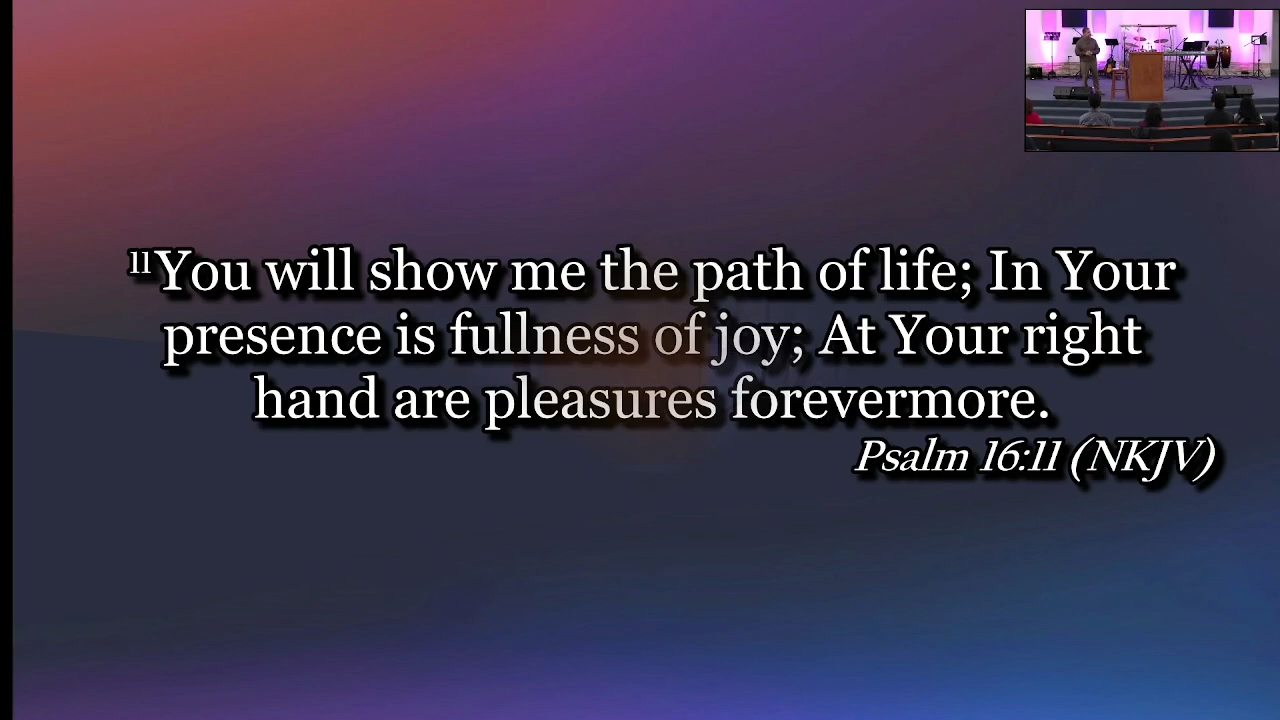 ¹¹You will show me the path of life; In Your
presence is fullness of joy; At Your right
hand are pleasures forevermore.
Psalm 16:11 (NKJV)